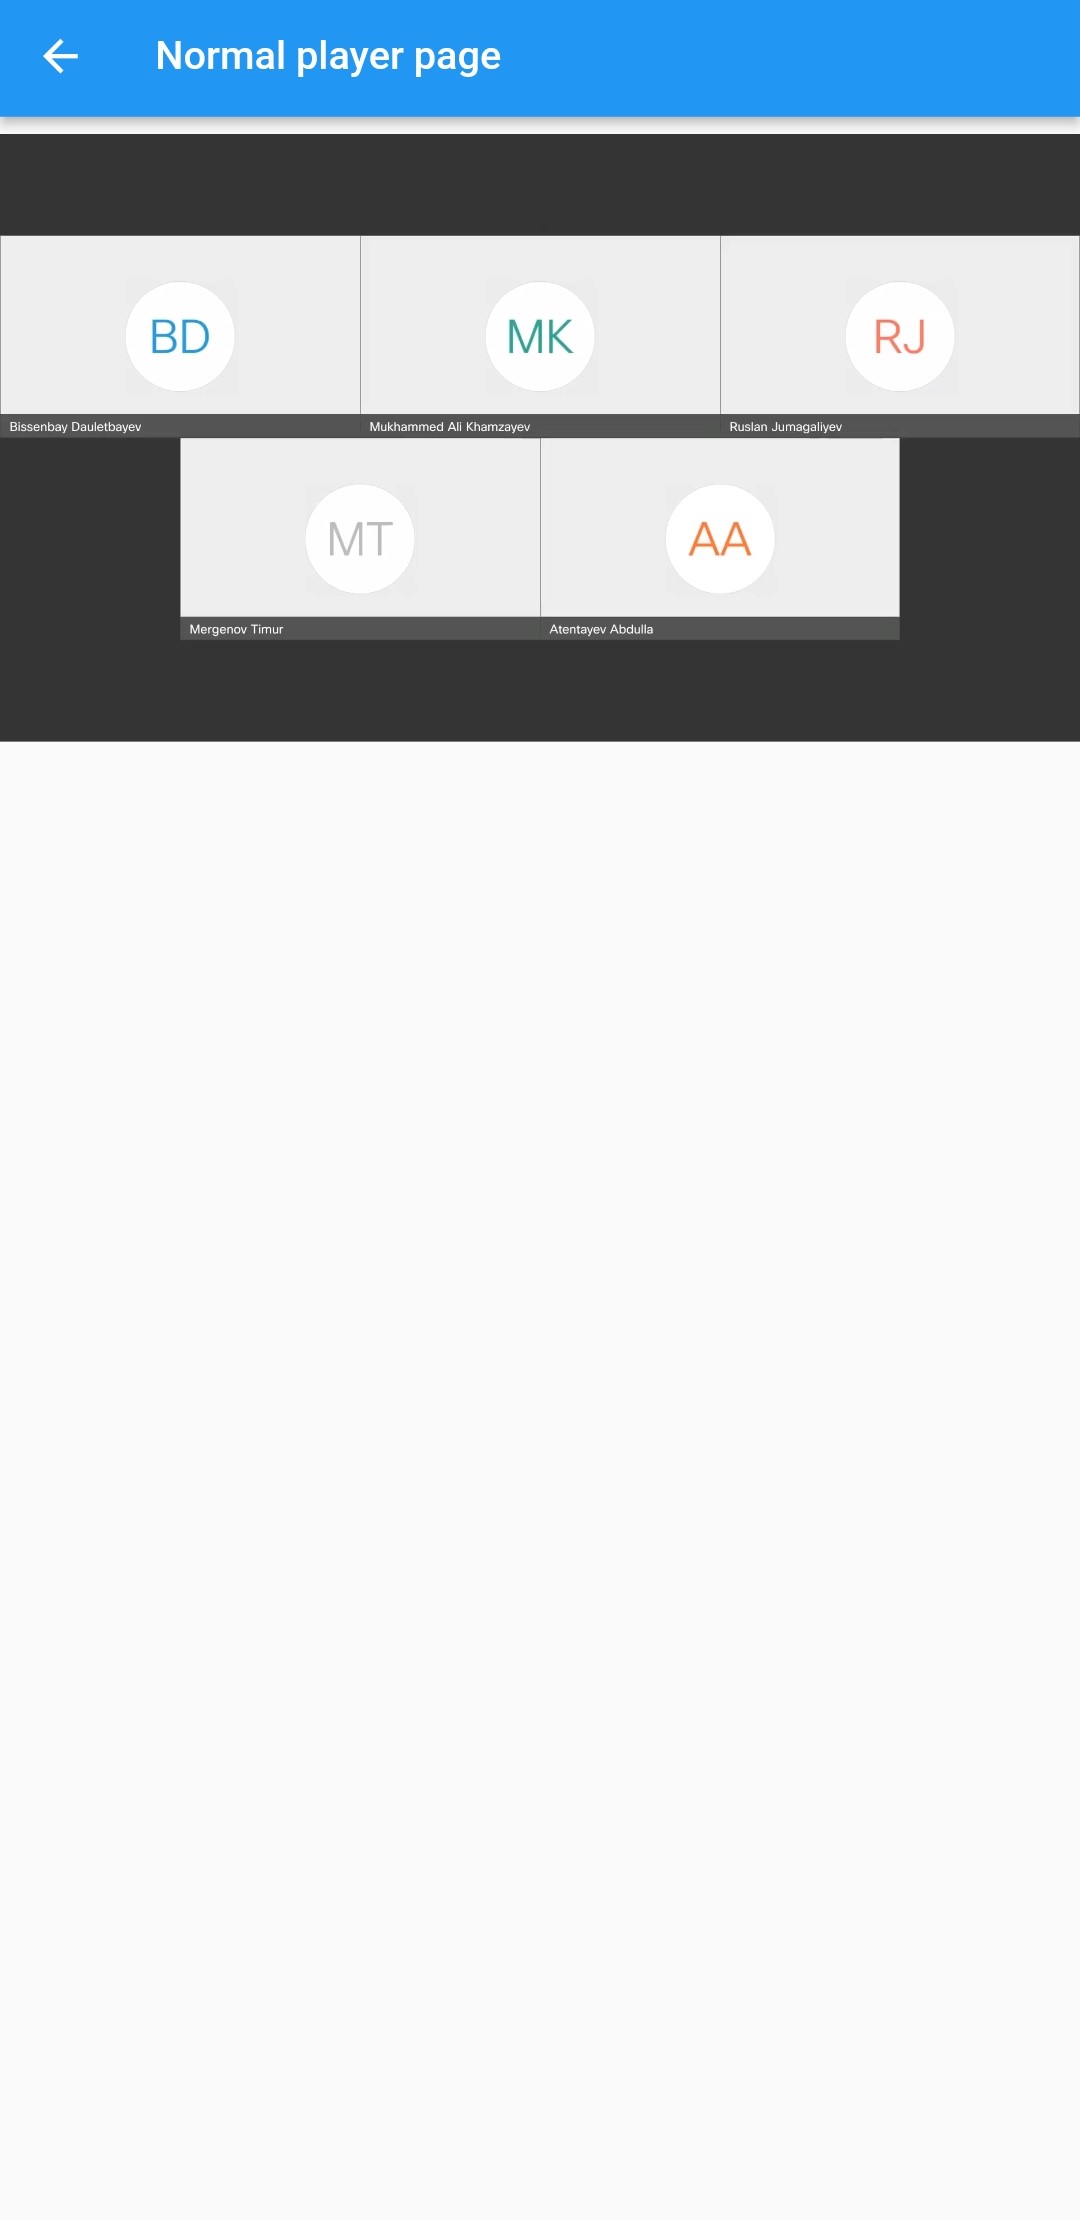 Normal player page
BD
MK
RJ
Bissenbay Dauletbayev
Mukhammed Ali Khamzayev
Ruslan Jumagaliyev
MT
AA
Mergenov Timur
Atentayev Abdulla